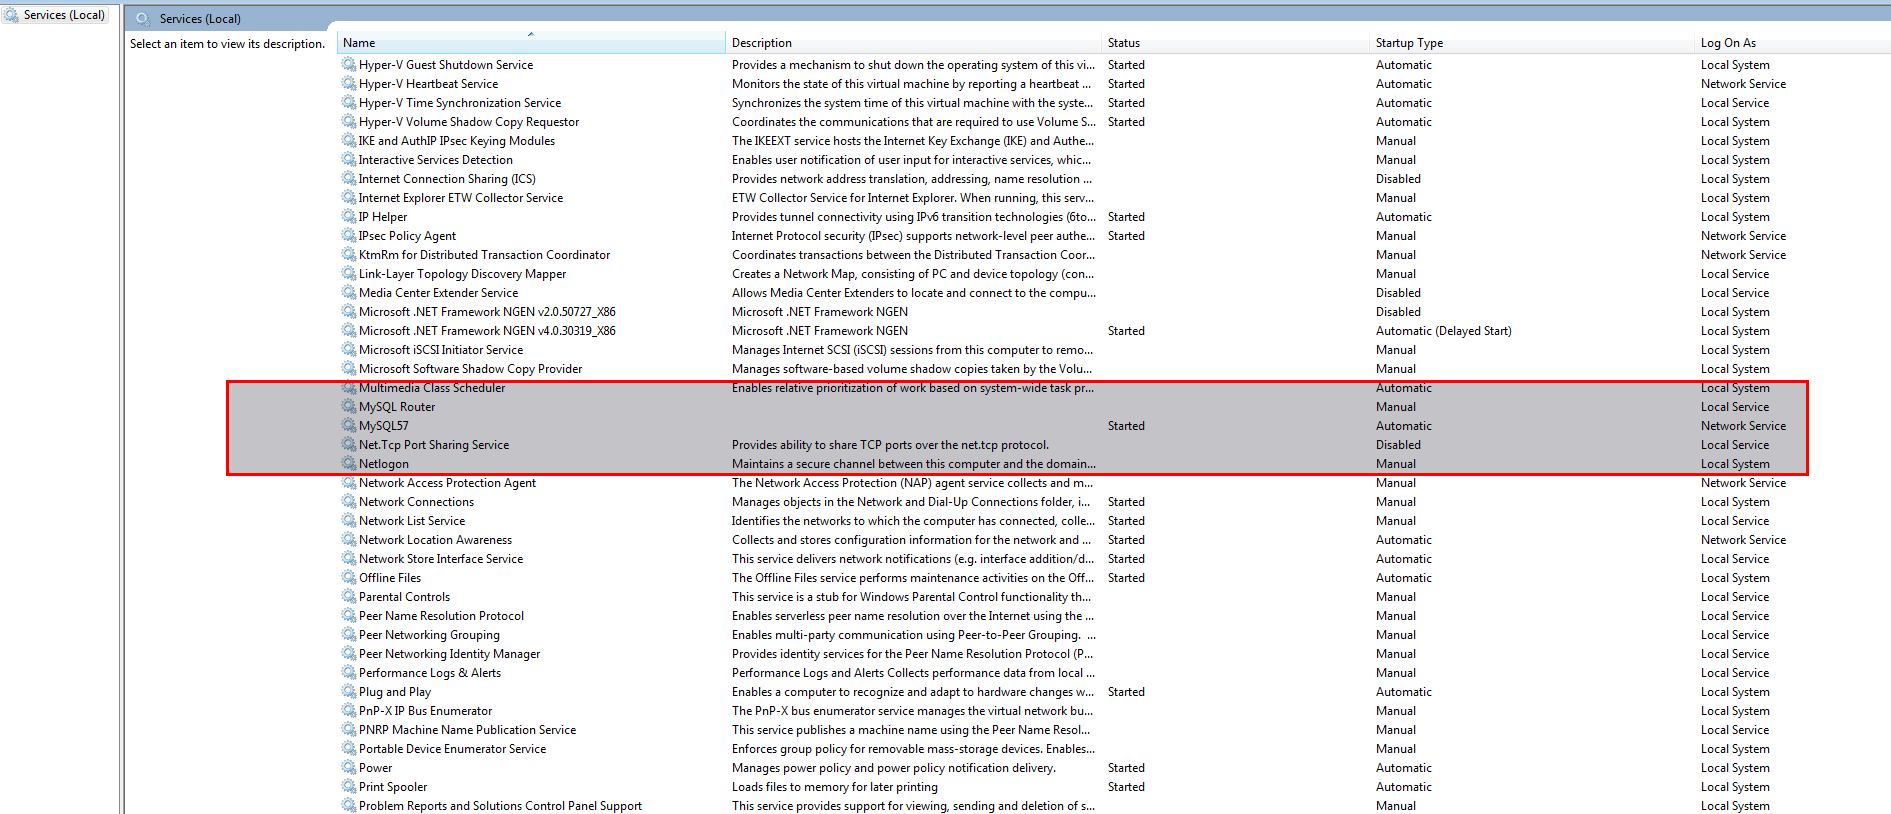 Services (Local)
Services (Local)
Select an item to view its description.
Name Description Status Startup Type Log On As
Hyper-V Guest Shutdown Service Provides a mechanism to shut down the operating system of this vi... Started Automatic Local System
Hyper-V Heartbeat Service Monitors the state of this virtual machine by reporting a heartbeat ... Started Automatic Network Service
Hyper-V Time Synchronization Service Synchronizes the system time of this virtual machine with the syste... Started Automatic Local Service
Hyper-V Volume Shadow Copy Requestor Coordinates the communications that are required to use Volume S... Started Automatic Local System
IKE and AuthIP IPsec Keying Modules The IKEEXT service hosts the Internet Key Exchange (IKE) and Authe... Manual Local System
Interactive Services Detection Enables user notification of user input for interactive services, whic... Manual Local System
Internet Connection Sharing (ICS) Provides network address translation, addressing, name resolution ... Disabled Local System
Internet Explorer ETW Collector Service ETW Collector Service for Internet Explorer. When running, this serv... Manual Local System
IP Helper Provides tunnel connectivity using IPv6 transition technologies (6to... Started Automatic Local System
IPsec Policy Agent Internet Protocol security (IPsec) supports network-level peer authe... Started Manual Network Service
KtmRm for Distributed Transaction Coordinator Coordinates transactions between the Distributed Transaction Coor... Manual Network Service
Link-Layer Topology Discovery Mapper Creates a Network Map, consisting of PC and device topology (con... Manual Local Service
Media Center Extender Service Allows Media Center Extenders to locate and connect to the compu... Disabled Local Service
Microsoft .NET Framework NGEN v2.0.50727_X86 Microsoft .NET Framework NGEN Disabled Local System
Microsoft .NET Framework NGEN v4.0.30319_X86 Microsoft .NET Framework NGEN Started Automatic (Delayed Start) Local System
Microsoft iSCSI Initiator Service Manages Internet SCSI (iSCSI) sessions from this computer to remo... Manual Local System
Microsoft Software Shadow Copy Provider Manages software-based volume shadow copies taken by the Volum... Manual Local System
Multimedia Class Scheduler Enables relative prioritization of work based on system-wide task pr... Automatic Local System
MySQL Router Manual Local Service
MySQL57 Started Automatic Network Service
Net.Tcp Port Sharing Service Provides ability to share TCP ports over the net.tcp protocol. Disabled Local Service
Netlogon Maintains a secure channel between this computer and the domain... Manual Local System
Network Access Protection Agent The Network Access Protection (NAP) agent service collects and m... Manual Network Service
Network Connections Manages objects in the Network and Dial-Up Connections folder, i... Started Manual Local System
Network List Service Identifies the networks to which the computer has connected, colle... Started Manual Local Service
Network Location Awareness Collects and stores configuration information for the network and ... Started Automatic Network Service
Network Store Interface Service This service delivers network notifications (e.g. interface addition/d... Started Automatic Local Service
Offline Files The Offline Files service performs maintenance activities on the Off... Started Automatic Local System
Parental Controls This service is a stub for Windows Parental Control functionality th... Manual Local Service
Peer Name Resolution Protocol Enables serverless peer name resolution over the Internet using the ... Manual Local Service
Peer Networking Grouping Enables multi-party communication using Peer-to-Peer Grouping. ... Manual Local Service
Peer Networking Identity Manager Provides identity services for the Peer Name Resolution Protocol (P... Manual Local Service
Performance Logs & Alerts Performance Logs and Alerts Collects performance data from local ... Manual Local Service
Plug and Play Enables a computer to recognize and adapt to hardware changes w... Started Automatic Local System
PnP-X IP Bus Enumerator The PnP-X bus enumerator service manages the virtual network bu... Manual Local System
PNRP Machine Name Publication Service This service publishes a machine name using the Peer Name Resol... Manual Local Service
Portable Device Enumerator Service Enforces group policy for removable mass-storage devices. Enables... Manual Local System
Power Manages power policy and power policy notification delivery. Started Automatic Local System
Print Spooler Loads files to memory for later printing Started Automatic Local System
Problem Reports and Solutions Control Panel Support This service provides support for viewing, sending and deletion of s... Manual Local System